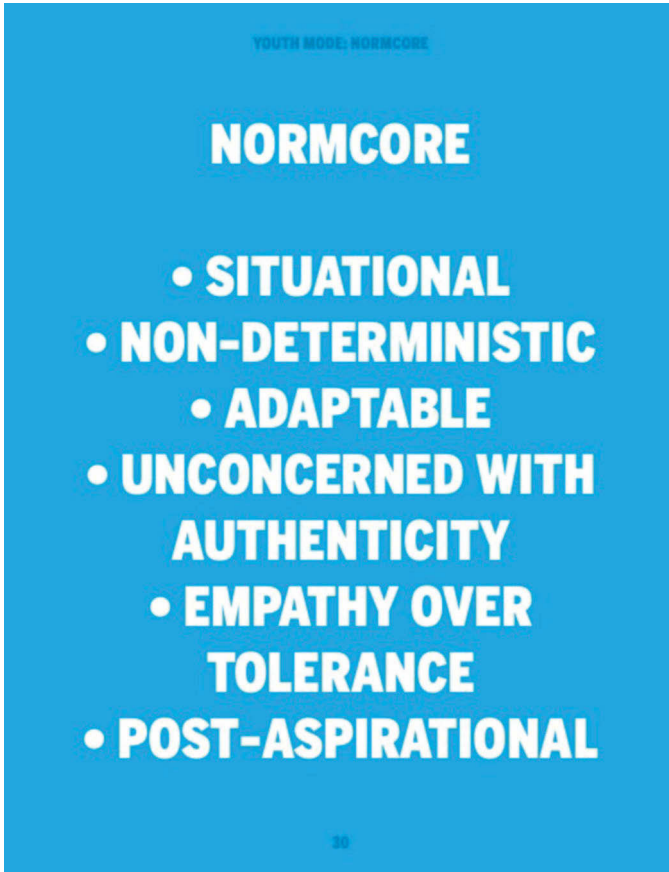 YOUTH MODE: NORMCORE
NORMCORE
• SITUATIONAL
• NON-DETERMINISTIC
• ADAPTABLE
• UNCONCERNED WITH
AUTHENTICITY
• EMPATHY OVER
TOLERANCE
• POST-ASPIRATIONAL
30